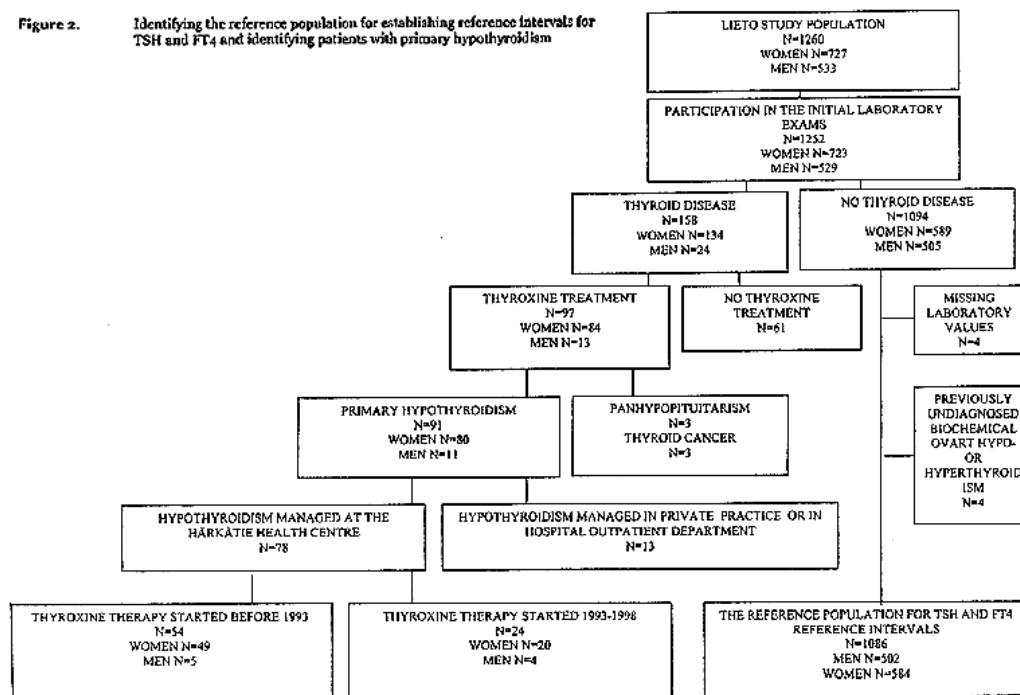 Figure 2. Identifying the reference population for establishing reference intervals for
TSH and FT4 and identifying patients with primary hypothyroidism
LIETO STUDY POPULATION
N=1260
WOMEN N=727
MEN N=533
PARTICIPATION IN THE INITIAL LABORATORY
EXAMS
N=1252
WOMEN N=723
MEN N=529
THYROID DISEASE
N=158
WOMEN N=134
MEN N=24
NO THYROID DISEASE
N=1094
WOMEN N=589
MEN N=505
THYROXINE TREATMENT
N=97
WOMEN N=84
MEN N=13
NO THYROXINE
TREATMENT
N=61
MISSING
LABORATORY
VALUES
N=4
PRIMARY HYPOTHYROIDISM
N=91
WOMEN N=80
MEN N=11
PANHYPOPITUITARISM
N=3
THYROID CANCER
N=3
PREVIOUSLY
UNDIAGNOSED
BIOCHEMICAL
OVART HYPO-
OR
HYPERTHYROID
ISM
N=4
HYPOTHYROIDISM MANAGED AT THE
HÄRKÄTIE HEALTH CENTRE
N=78
HYPOTHYROIDISM MANAGED IN PRIVATE PRACTICE OR IN
HOSPITAL OUTPATIENT DEPARTMENT
N=13
THYROXINE THERAPY STARTED BEFORE 1993
N=54
WOMEN N=49
MEN N=5
THYROXINE THERAPY STARTED 1993-1998
N=24
WOMEN N=20
MEN N=4
THE REFERENCE POPULATION FOR TSH AND FT4
REFERENCE INTERVALS
N=1086
MEN N=502
WOMEN N=584